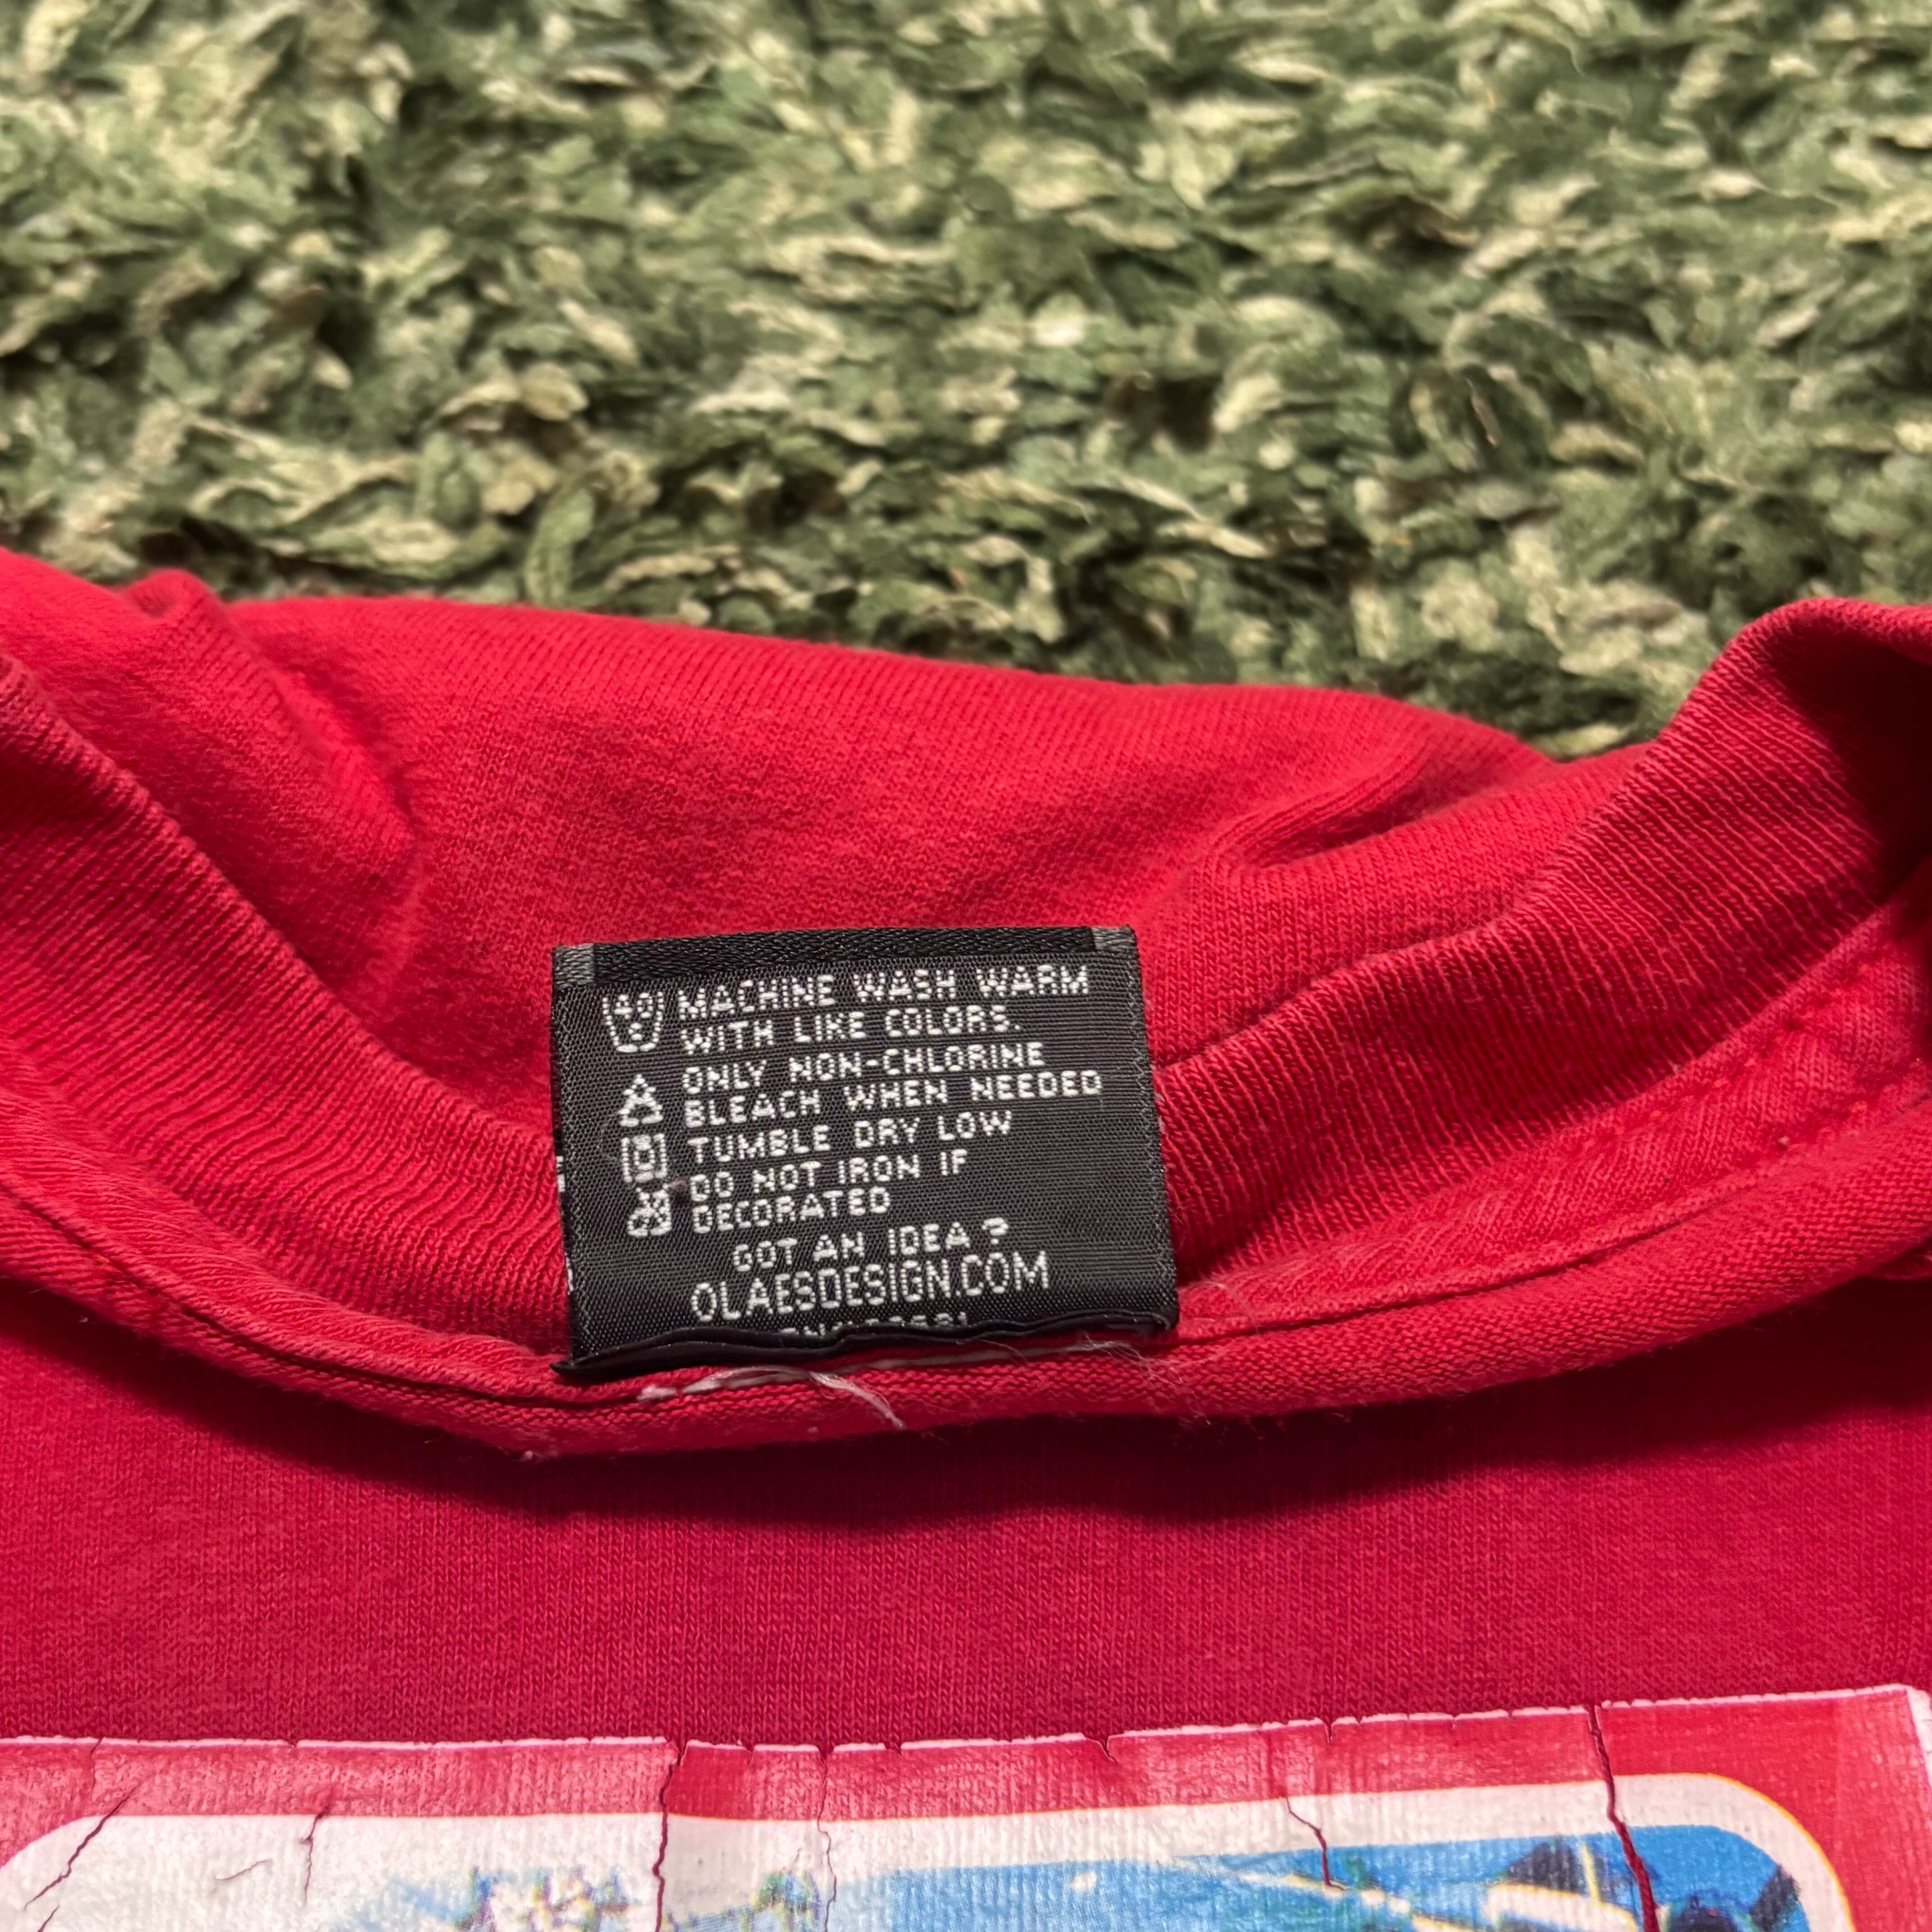 40 MACHINE WASH WARM
WITH LIKE COLORS.
ONLY NON-CHLORINE
BLEACH WHEN NEEDED
TUMBLE DRY LOW
DO NOT IRON IF
DECORATED
GOT AN IDEA ?
OLAESDESIGN.COM